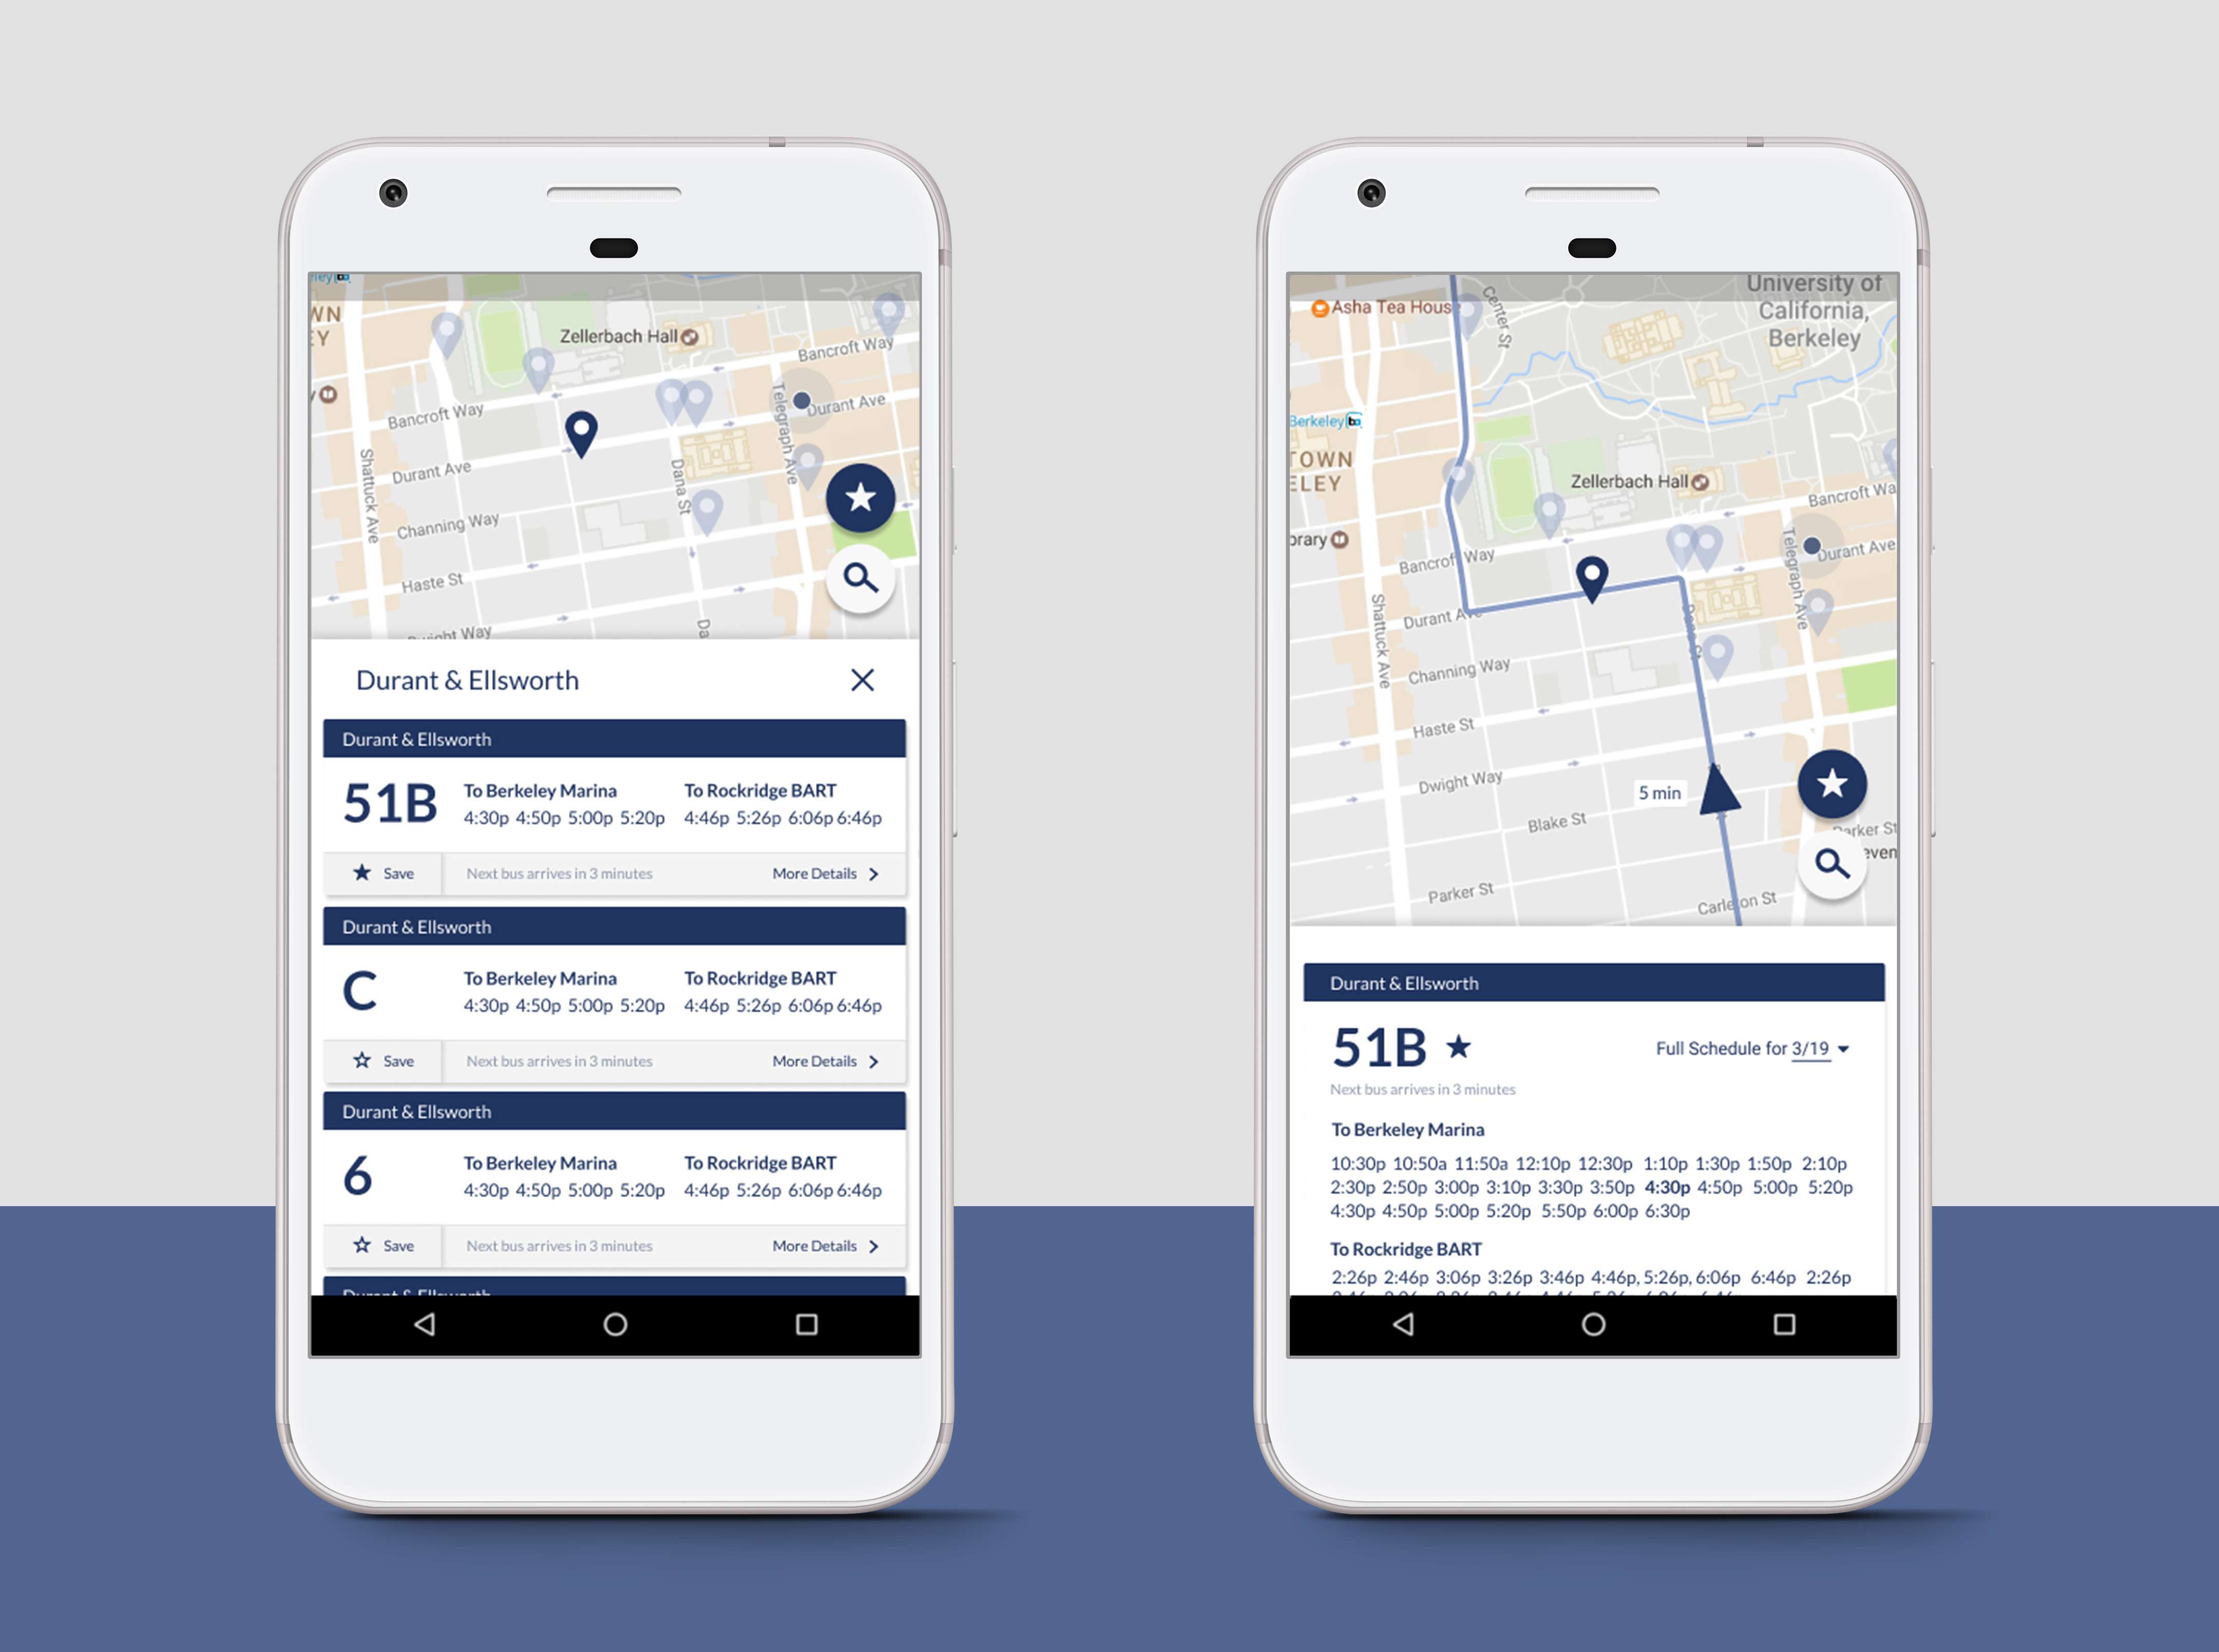 Zellerbach Hall
Bancroft Way
Bancroft Way
Telegraph Ave
Durant Ave
Durant Ave
Shattuck Ave
Dana St
Channing Way
Haste St
Dwight Way
Durant & Ellsworth
Durant & Ellsworth
51B To Berkeley Marina To Rockridge BART
4:30p 4:50p 5:00p 5:20p 4:46p 5:26p 6:06p 6:46p
Save Next bus arrives in 3 minutes More Details
Durant & Ellsworth
C To Berkeley Marina To Rockridge BART
4:30p 4:50p 5:00p 5:20p 4:46p 5:26p 6:06p 6:46p
Save Next bus arrives in 3 minutes More Details
Durant & Ellsworth
6 To Berkeley Marina To Rockridge BART
4:30p 4:50p 5:00p 5:20p 4:46p 5:26p 6:06p 6:46p
Save Next bus arrives in 3 minutes More Details
Durant & Ellsworth
University of
California,
Berkeley
Asha Tea House
Center St
Berkeley
TOWN
ELEY
Zellerbach Hall
brary
Bancroft Wa
Bancroft Way
Telegraph Ave
Durant Ave
Durant Ave
Shattuck Ave
Dana St
Channing Way
Haste St
Dwight Way
5 min
Blake St
Parker St
even
Parker St
Carleton St
Durant & Ellsworth
51B Full Schedule for 3/19
Next bus arrives in 3 minutes
To Berkeley Marina
10:30p 10:50a 11:50a 12:10p 12:30p 1:10p 1:30p 1:50p 2:10p
2:30p 2:50p 3:00p 3:10p 3:30p 3:50p 4:30p 4:50p 5:00p 5:20p
4:30p 4:50p 5:00p 5:20p 5:50p 6:00p 6:30p
To Rockridge BART
2:26p 2:46p 3:06p 3:26p 3:46p 4:46p, 5:26p, 6:06p 6:46p 2:26p